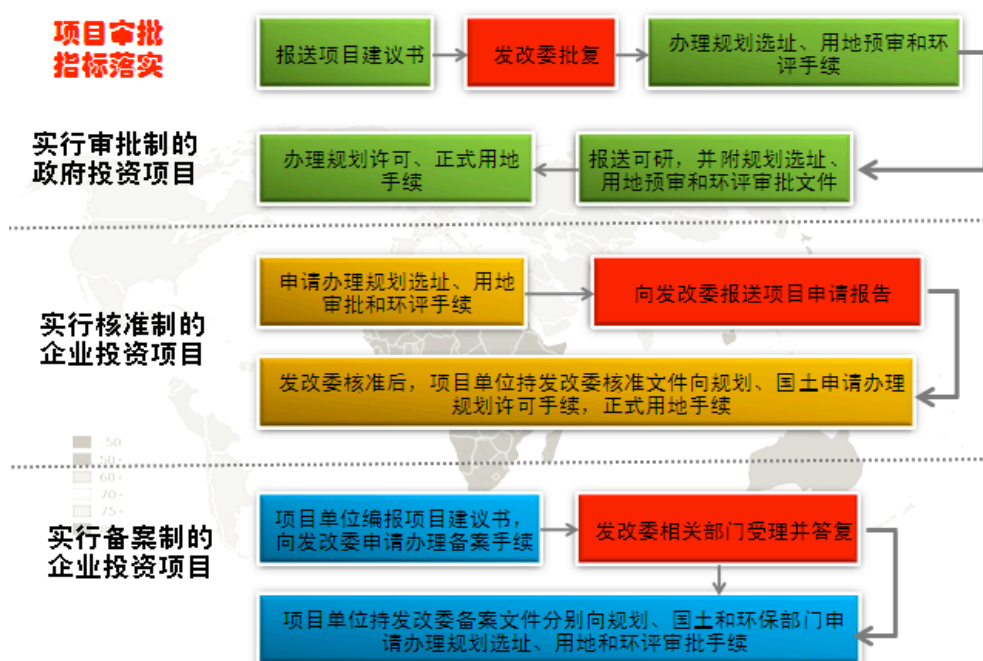 项目审批
指标落实
报送项目建议书
发改委批复
办理规划选址、用地预审和环
评手续
实行审批制的
政府投资项目
办理规划许可、正式用地
手续
报送可研，并附规划选址、
用地预审和环评审批文件
实行核准制的
企业投资项目
申请办理规划选址、用地
审批和环评手续
向发改委报送项目申请报告
发改委核准后，项目单位持发改委核准文件向规划、国土申请办理
规划许可手续，正式用地手续
-50
50+
60+
70+
75+
实行备案制的
企业投资项目
项目单位编报项目建议书，
向发改委申请办理备案手续
发改委相关部门受理并答复
项目单位持发改委备案文件分别向规划、国土和环保部门申
请办理规划选址、用地和环评审批手续